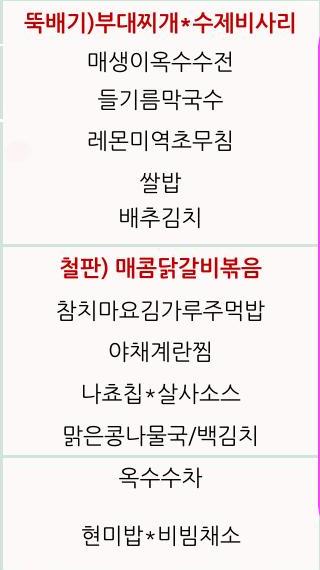 뚝배기)부대찌개*수제비사리
매생이옥수수전
들기름막국수
레몬미역초무침
쌀밥
배추김치
철판) 매콤닭갈비볶음
참치마요김가루주먹밥
야채계란찜
나쵸칩*살사소스
맑은콩나물국/백김치
옥수수차
현미밥*비빔채소